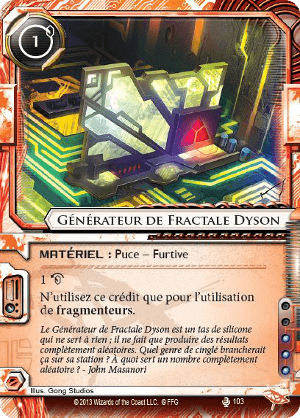 1
GÉNÉRATEUR DE FRACTALE DYSON
MATÉRIEL : Puce – Furtive
1
N'utilisez ce crédit que pour l'utilisation
de fragmenteurs.
Le Générateur de Fractale Dyson est un tas de silicone
qui ne sert à rien ; il ne fait que produire des résultats
complètement aléatoires. Quel genre de cinglé brancherait
ça sur sa station ? À quoi sert un nombre complètement
aléatoire ? - John Masanori
Illus. Gong Studios
©2013 Wizards of the Coast LLC. © FFG
103